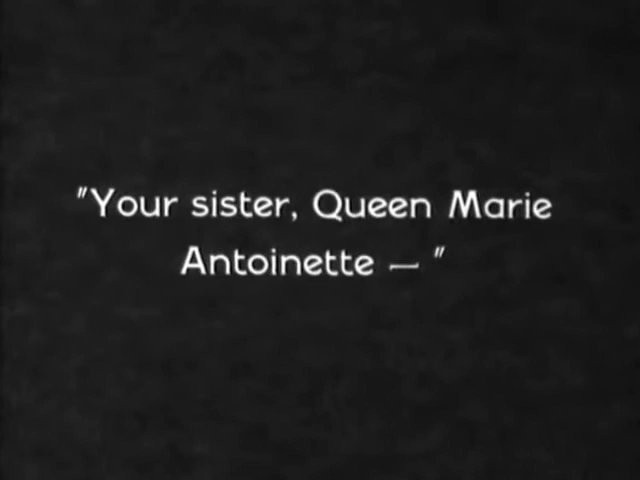 "Your sister, Queen Marie
Antoinette — "